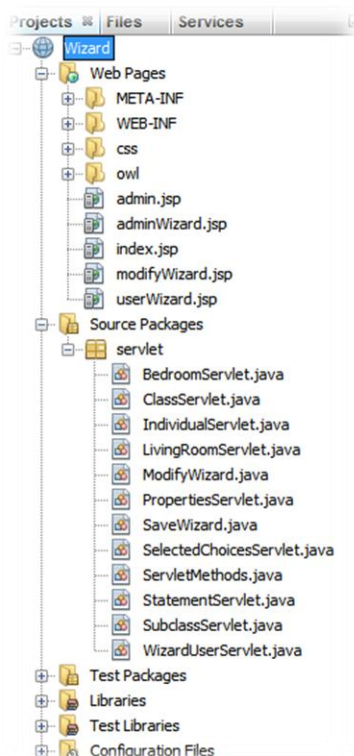 Projects Files Services
Wizard
Web Pages
META-INF
WEB-INF
css
owl
admin.jsp
adminWizard.jsp
index.jsp
modifyWizard.jsp
userWizard.jsp
Source Packages
servlet
BedroomServlet.java
ClassServlet.java
IndividualServlet.java
LivingRoomServlet.java
ModifyWizard.java
PropertiesServlet.java
SaveWizard.java
SelectedChoicesServlet.java
ServletMethods.java
StatementServlet.java
SubclassServlet.java
WizardUserServlet.java
Test Packages
Libraries
Test Libraries
Configuration Files